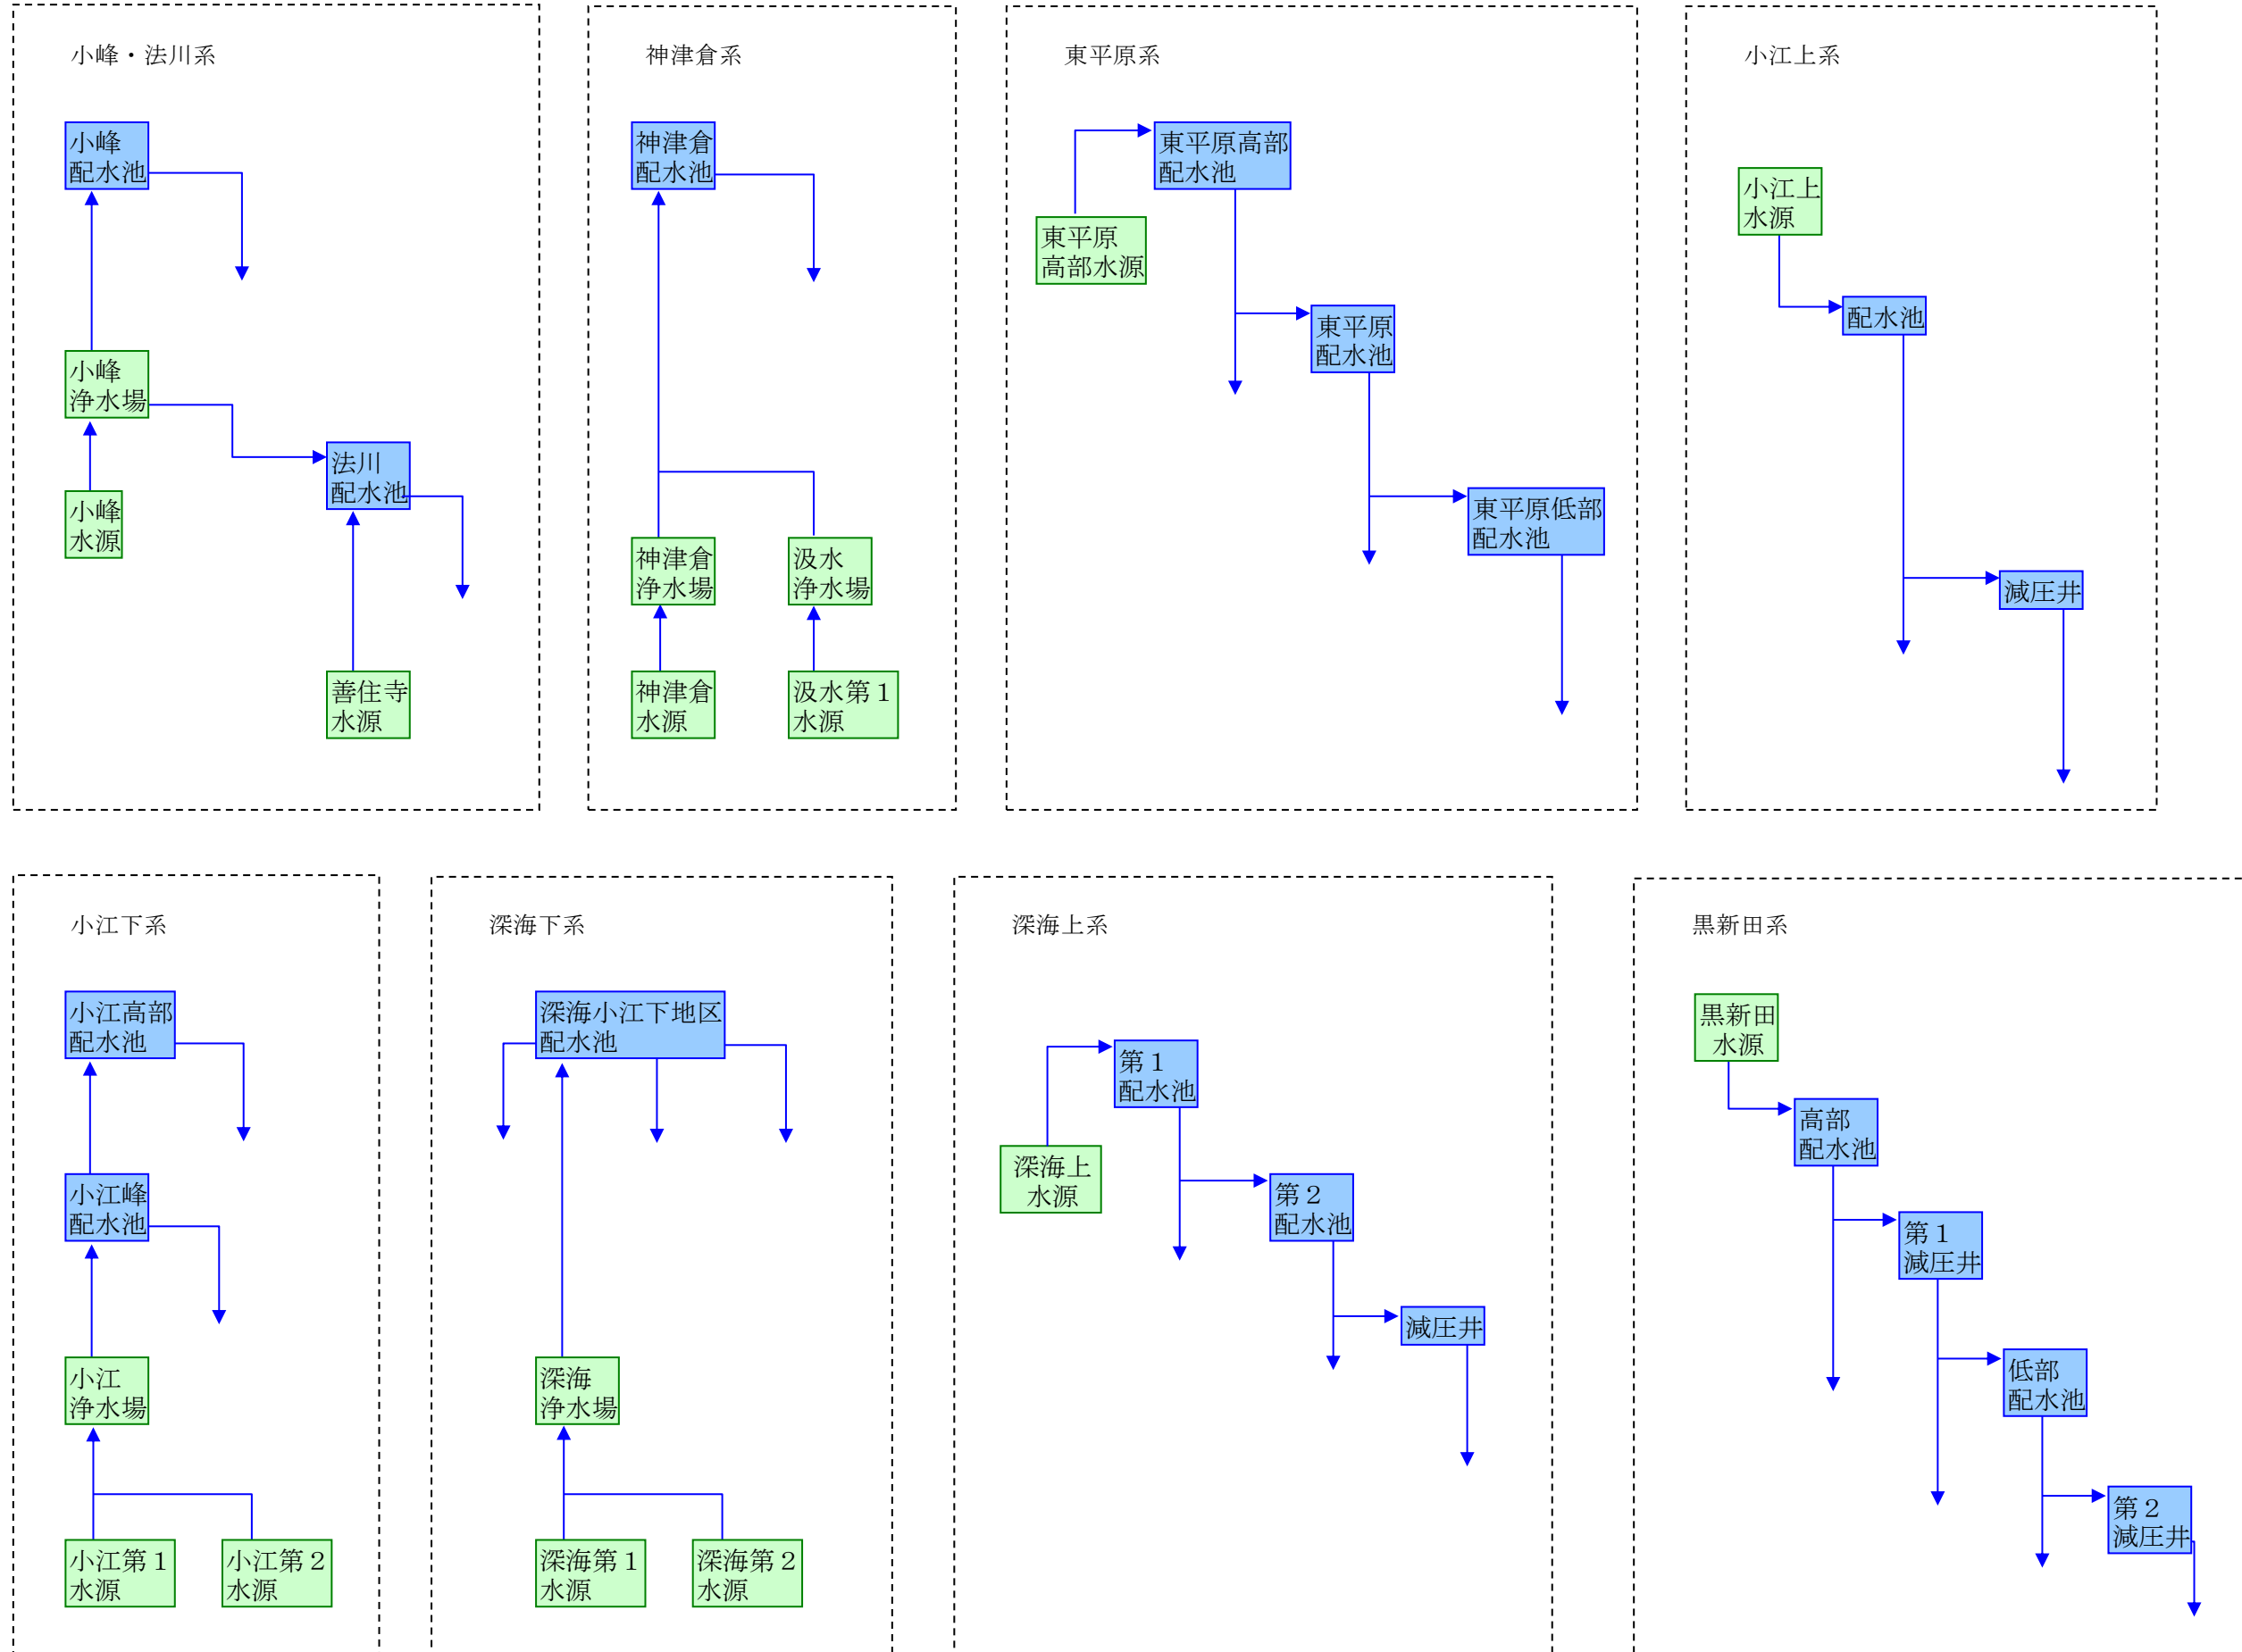 小峰・法川系
小峰
配水池
小峰
浄水場
小峰
水源
法川
配水池
善住寺
水源
神津倉系
神津倉
配水池
神津倉
浄水場
汲水
浄水場
神津倉
水源
汲水第１
水源
東平原系
東平原高部
配水池
東平原
高部水源
東平原
配水池
東平原低部
配水池
小江上系
小江上
水源
配水池
減圧井
小江下系
小江高部
配水池
小江峰
配水池
小江
浄水場
小江第１
水源
小江第２
水源
深海下系
深海小江下地区
配水池
深海
浄水場
深海第１
水源
深海第２
水源
深海上系
第１
配水池
深海上
水源
第２
配水池
減圧井
黒新田系
黒新田
水源
高部
配水池
第１
減圧井
低部
配水池
第２
減圧井